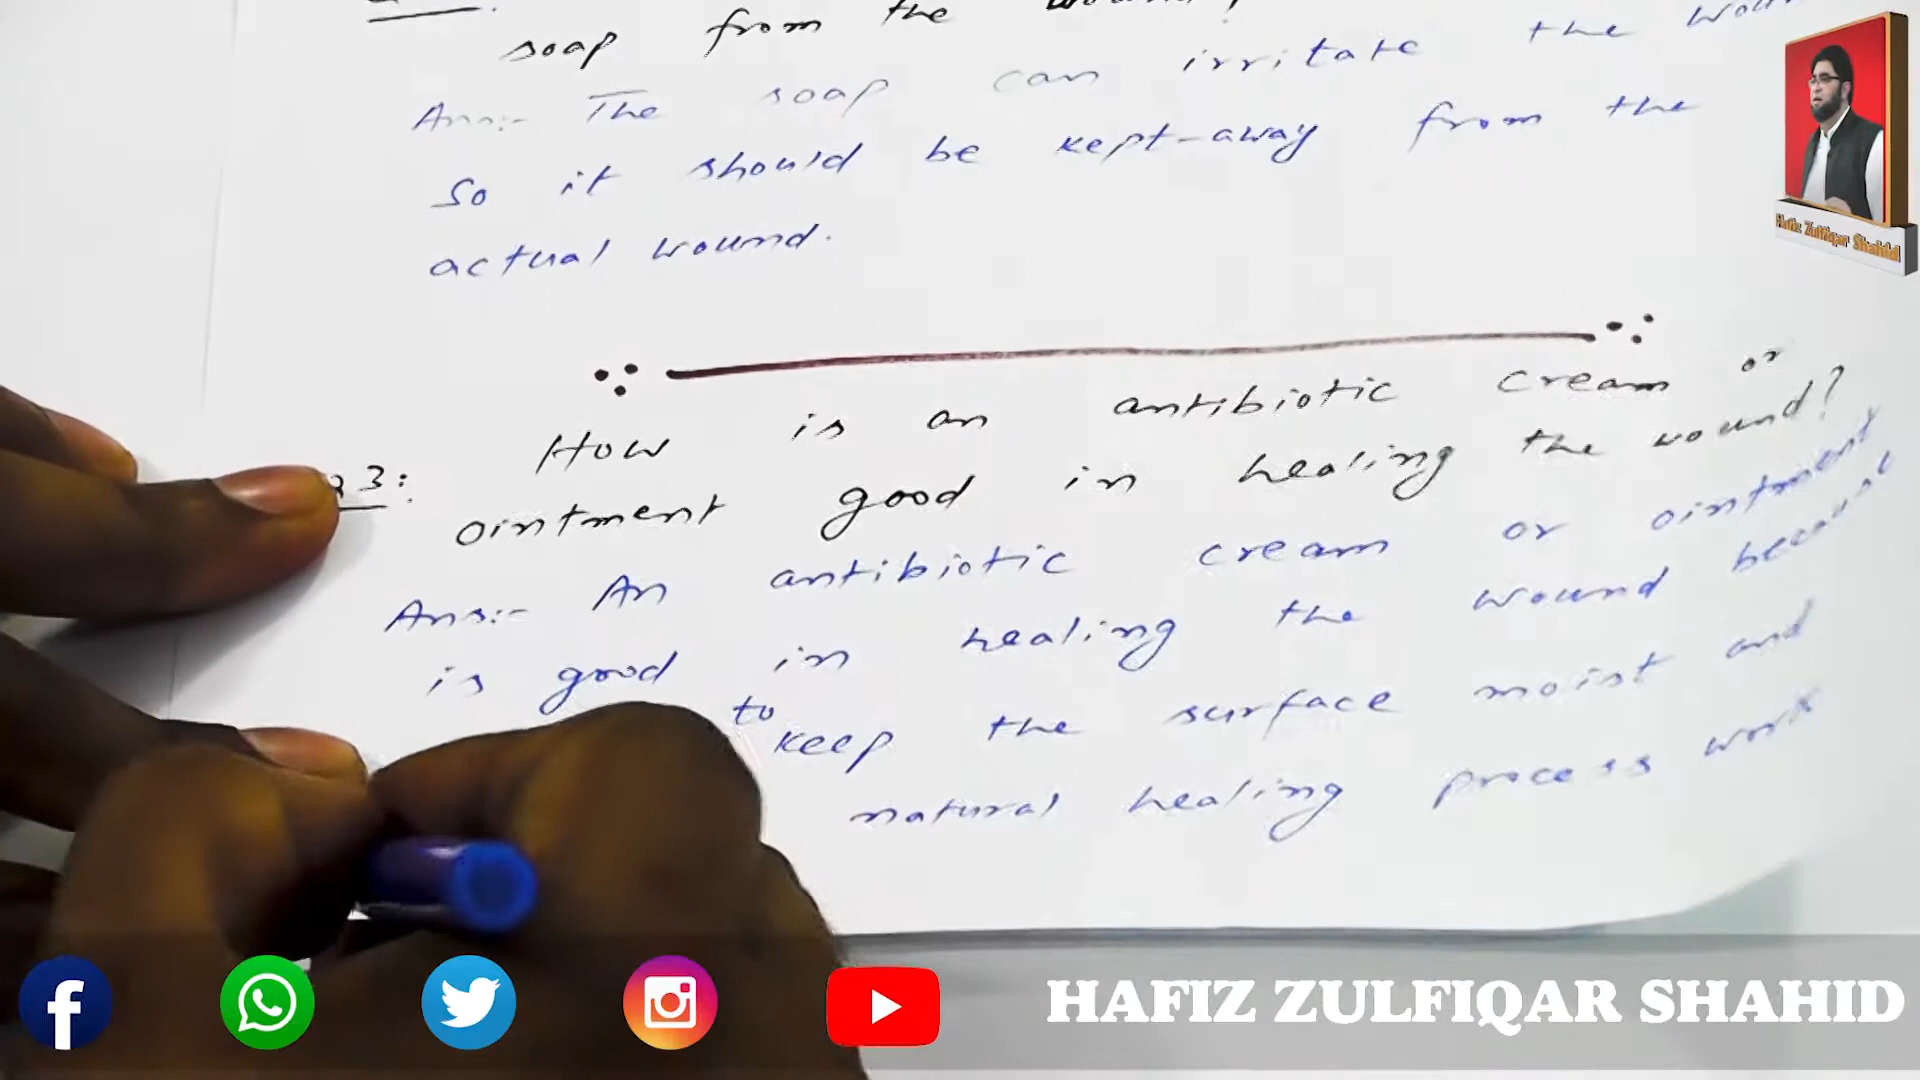 soap from the wound?
Ans:- The soap can irritate the
So it should be kept-away from the
actual wound.
3: How is an antibiotic cream or
ointment good in healing the wound?
Ans:- An antibiotic cream or ointment
is good in healing the wound because
to keep the surface moist and
natural healing process work
Hafiz Zulfiqar Shahid
HAFIZ ZULFIQAR SHAHID